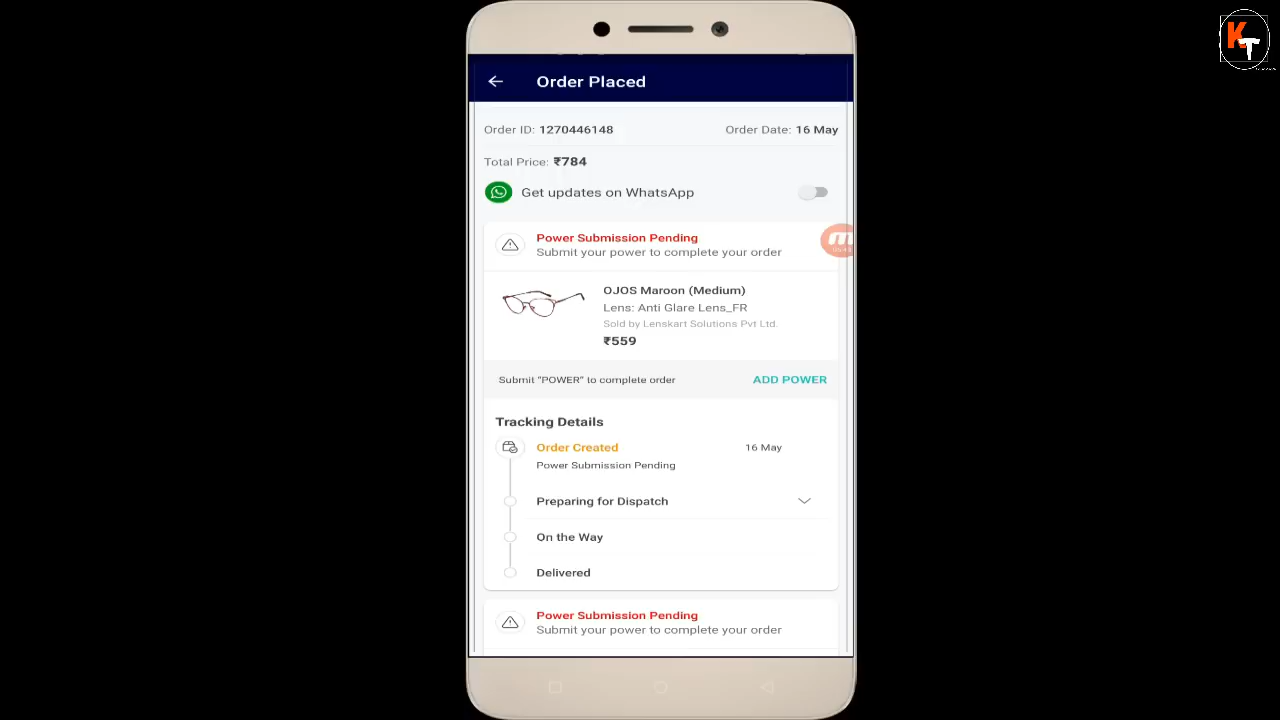 KT
Order Placed
Order ID: 1270446148 Order Date: 16 May
Total Price: ₹784
Get updates on WhatsApp
Power Submission Pending
Submit your power to complete your order
OJOS Maroon (Medium)
Lens: Anti Glare Lens_FR
Sold by Lenskart Solutions Pvt Ltd.
₹559
Submit “POWER” to complete order ADD POWER
Tracking Details
Order Created 16 May
Power Submission Pending
Preparing for Dispatch
On the Way
Delivered
Power Submission Pending
Submit your power to complete your order